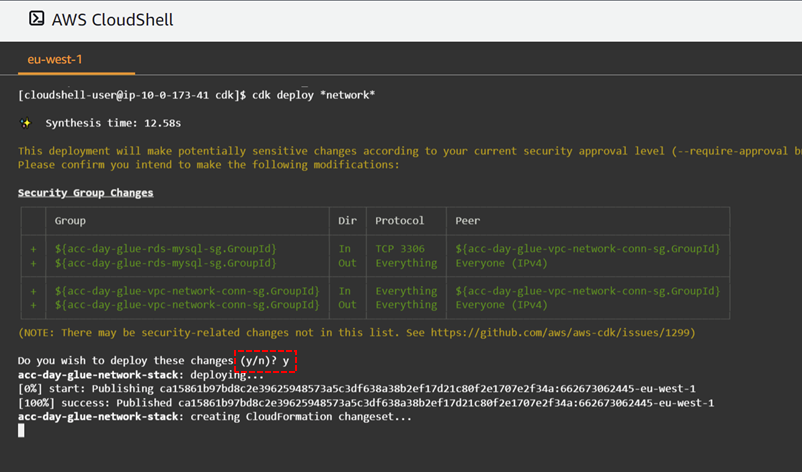 AWS CloudShell
eu-west-1
[cloudshell-user@ip-10-0-173-41 cdk]$ cdk deploy *network*
✨ Synthesis time: 12.58s
This deployment will make potentially sensitive changes according to your current security approval level (--require-approval b
Please confirm you intend to make the following modifications:
Security Group Changes
Group Dir Protocol Peer
+ ${acc-day-glue-rds-mysql-sg.GroupId} In TCP 3306 ${acc-day-glue-vpc-network-conn-sg.GroupId}
+ ${acc-day-glue-rds-mysql-sg.GroupId} Out Everything Everyone (IPv4)
+ ${acc-day-glue-vpc-network-conn-sg.GroupId} In Everything ${acc-day-glue-vpc-network-conn-sg.GroupId}
+ ${acc-day-glue-vpc-network-conn-sg.GroupId} Out Everything Everyone (IPv4)
(NOTE: There may be security-related changes not in this list. See https://github.com/aws/aws-cdk/issues/1299)
Do you wish to deploy these changes (y/n)? y
acc-day-glue-network-stack: deploying...
[0%] start: Publishing ca15861b97bd8c2e39625948573a5c3df638a38b2ef17d21c80f2e1707e2f34a:662673062445-eu-west-1
[100%] success: Published ca15861b97bd8c2e39625948573a5c3df638a38b2ef17d21c80f2e1707e2f34a:662673062445-eu-west-1
acc-day-glue-network-stack: creating CloudFormation changeset...